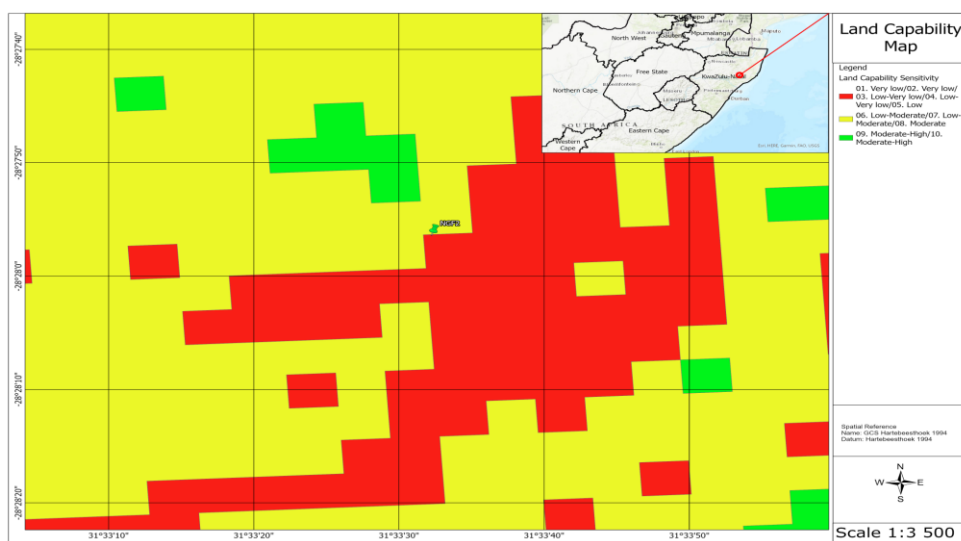 Land Capability
Map
Legend
Land Capability Sensitivity
01. Very low/02. Very low/
03. Low-Very low/04. Low-
Very low/05. Low
06. Low-Moderate/07. Low-
Moderate/08. Moderate
09. Moderate-High/10.
Moderate-High
North West
Mpumalanga
Maputo
Free State
KwaZulu-
Northern Cape
LESOTHO
SOUTH AFRICA
Eastern Cape
Western
Cape
NGF2
-28°27'40"
-28°27'50"
-28°28'0"
-28°28'10"
-28°28'20"
31°33'10"
31°33'20"
31°33'30"
31°33'40"
31°33'50"
Spatial Reference
Name: GCS Hartebeesthoek 1994
Datum: Hartebeesthoek 1994
N
W E
S
Scale 1:3 500